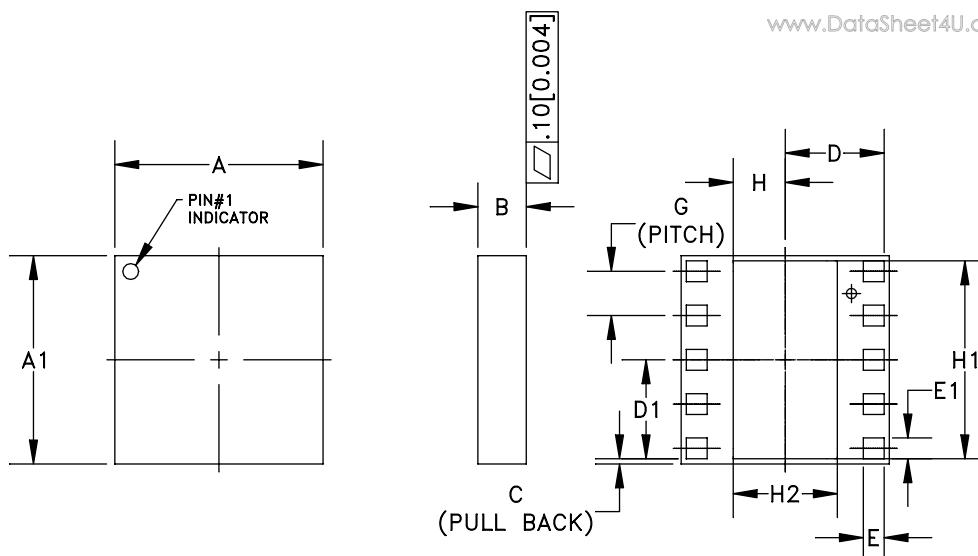 www.DataSheet4U.c
.10[0.004]
A
PIN#1
INDICATOR
B
D
H
G
(PITCH)
A1
D1
H1
E1
H2
C
(PULL BACK)
E